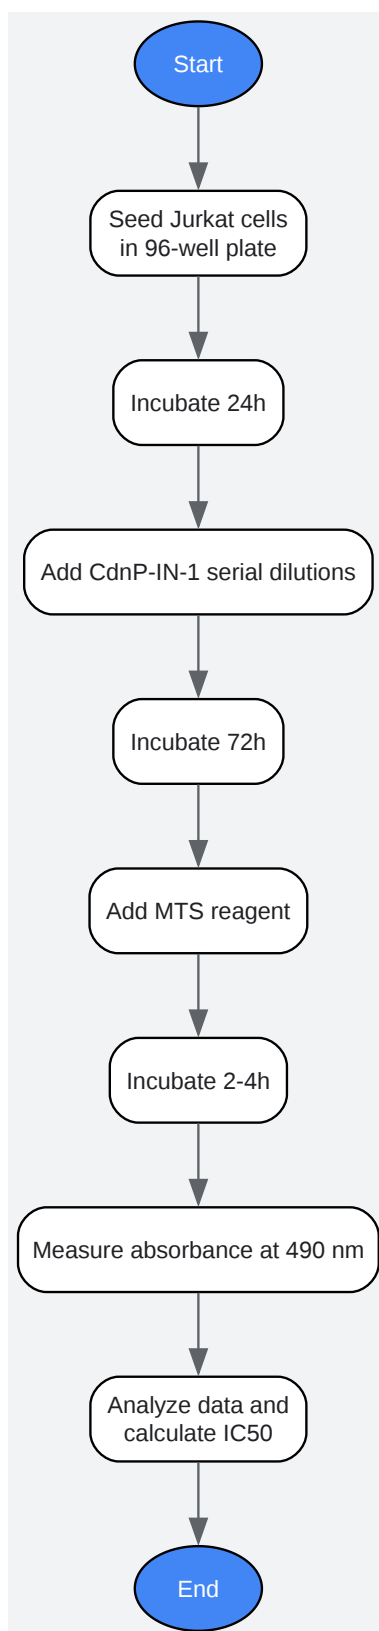 Start
Seed Jurkat cells
in 96-well plate
Incubate 24h
Add CdnP-IN-1 serial dilutions
Incubate 72h
Add MTS reagent
Incubate 2-4h
Measure absorbance at 490 nm
Analyze data and
calculate IC50
End